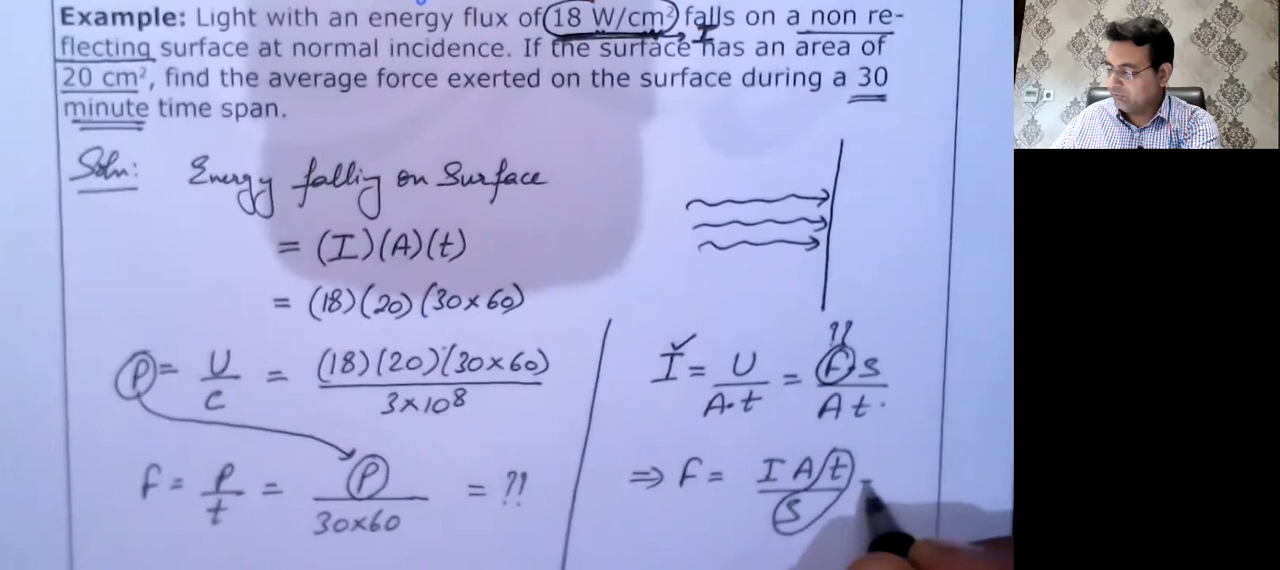 Example: Light with an energy flux of 18 W/cm² falls on a non re-
I
flecting surface at normal incidence. If the surface has an area of
20 cm², find the average force exerted on the surface during a 30
minute time span.
Soln: Energy falling on Surface
= (I)(A)(t)
= (18)(20)(30×60)
P = U/c = (18)(20)(30×60)/3×10⁸
F = P/t = P/30×60 = ??
??
I = U/A·t = F s/A t.
⇒ F = I A t/s =